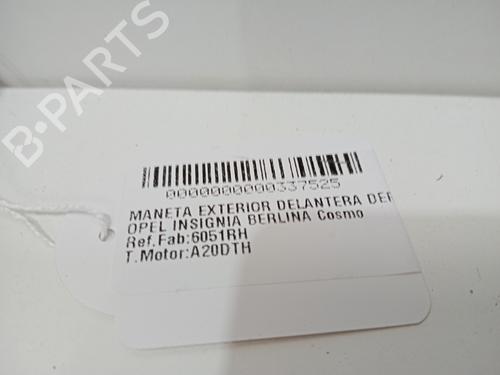 B-PARTS
0000000000337525
MANETA EXTERIOR DELANTERA DER
OPEL INSIGNIA BERLINA Cosmo
Ref.Fab:6051RH
T.Motor:A20DTH